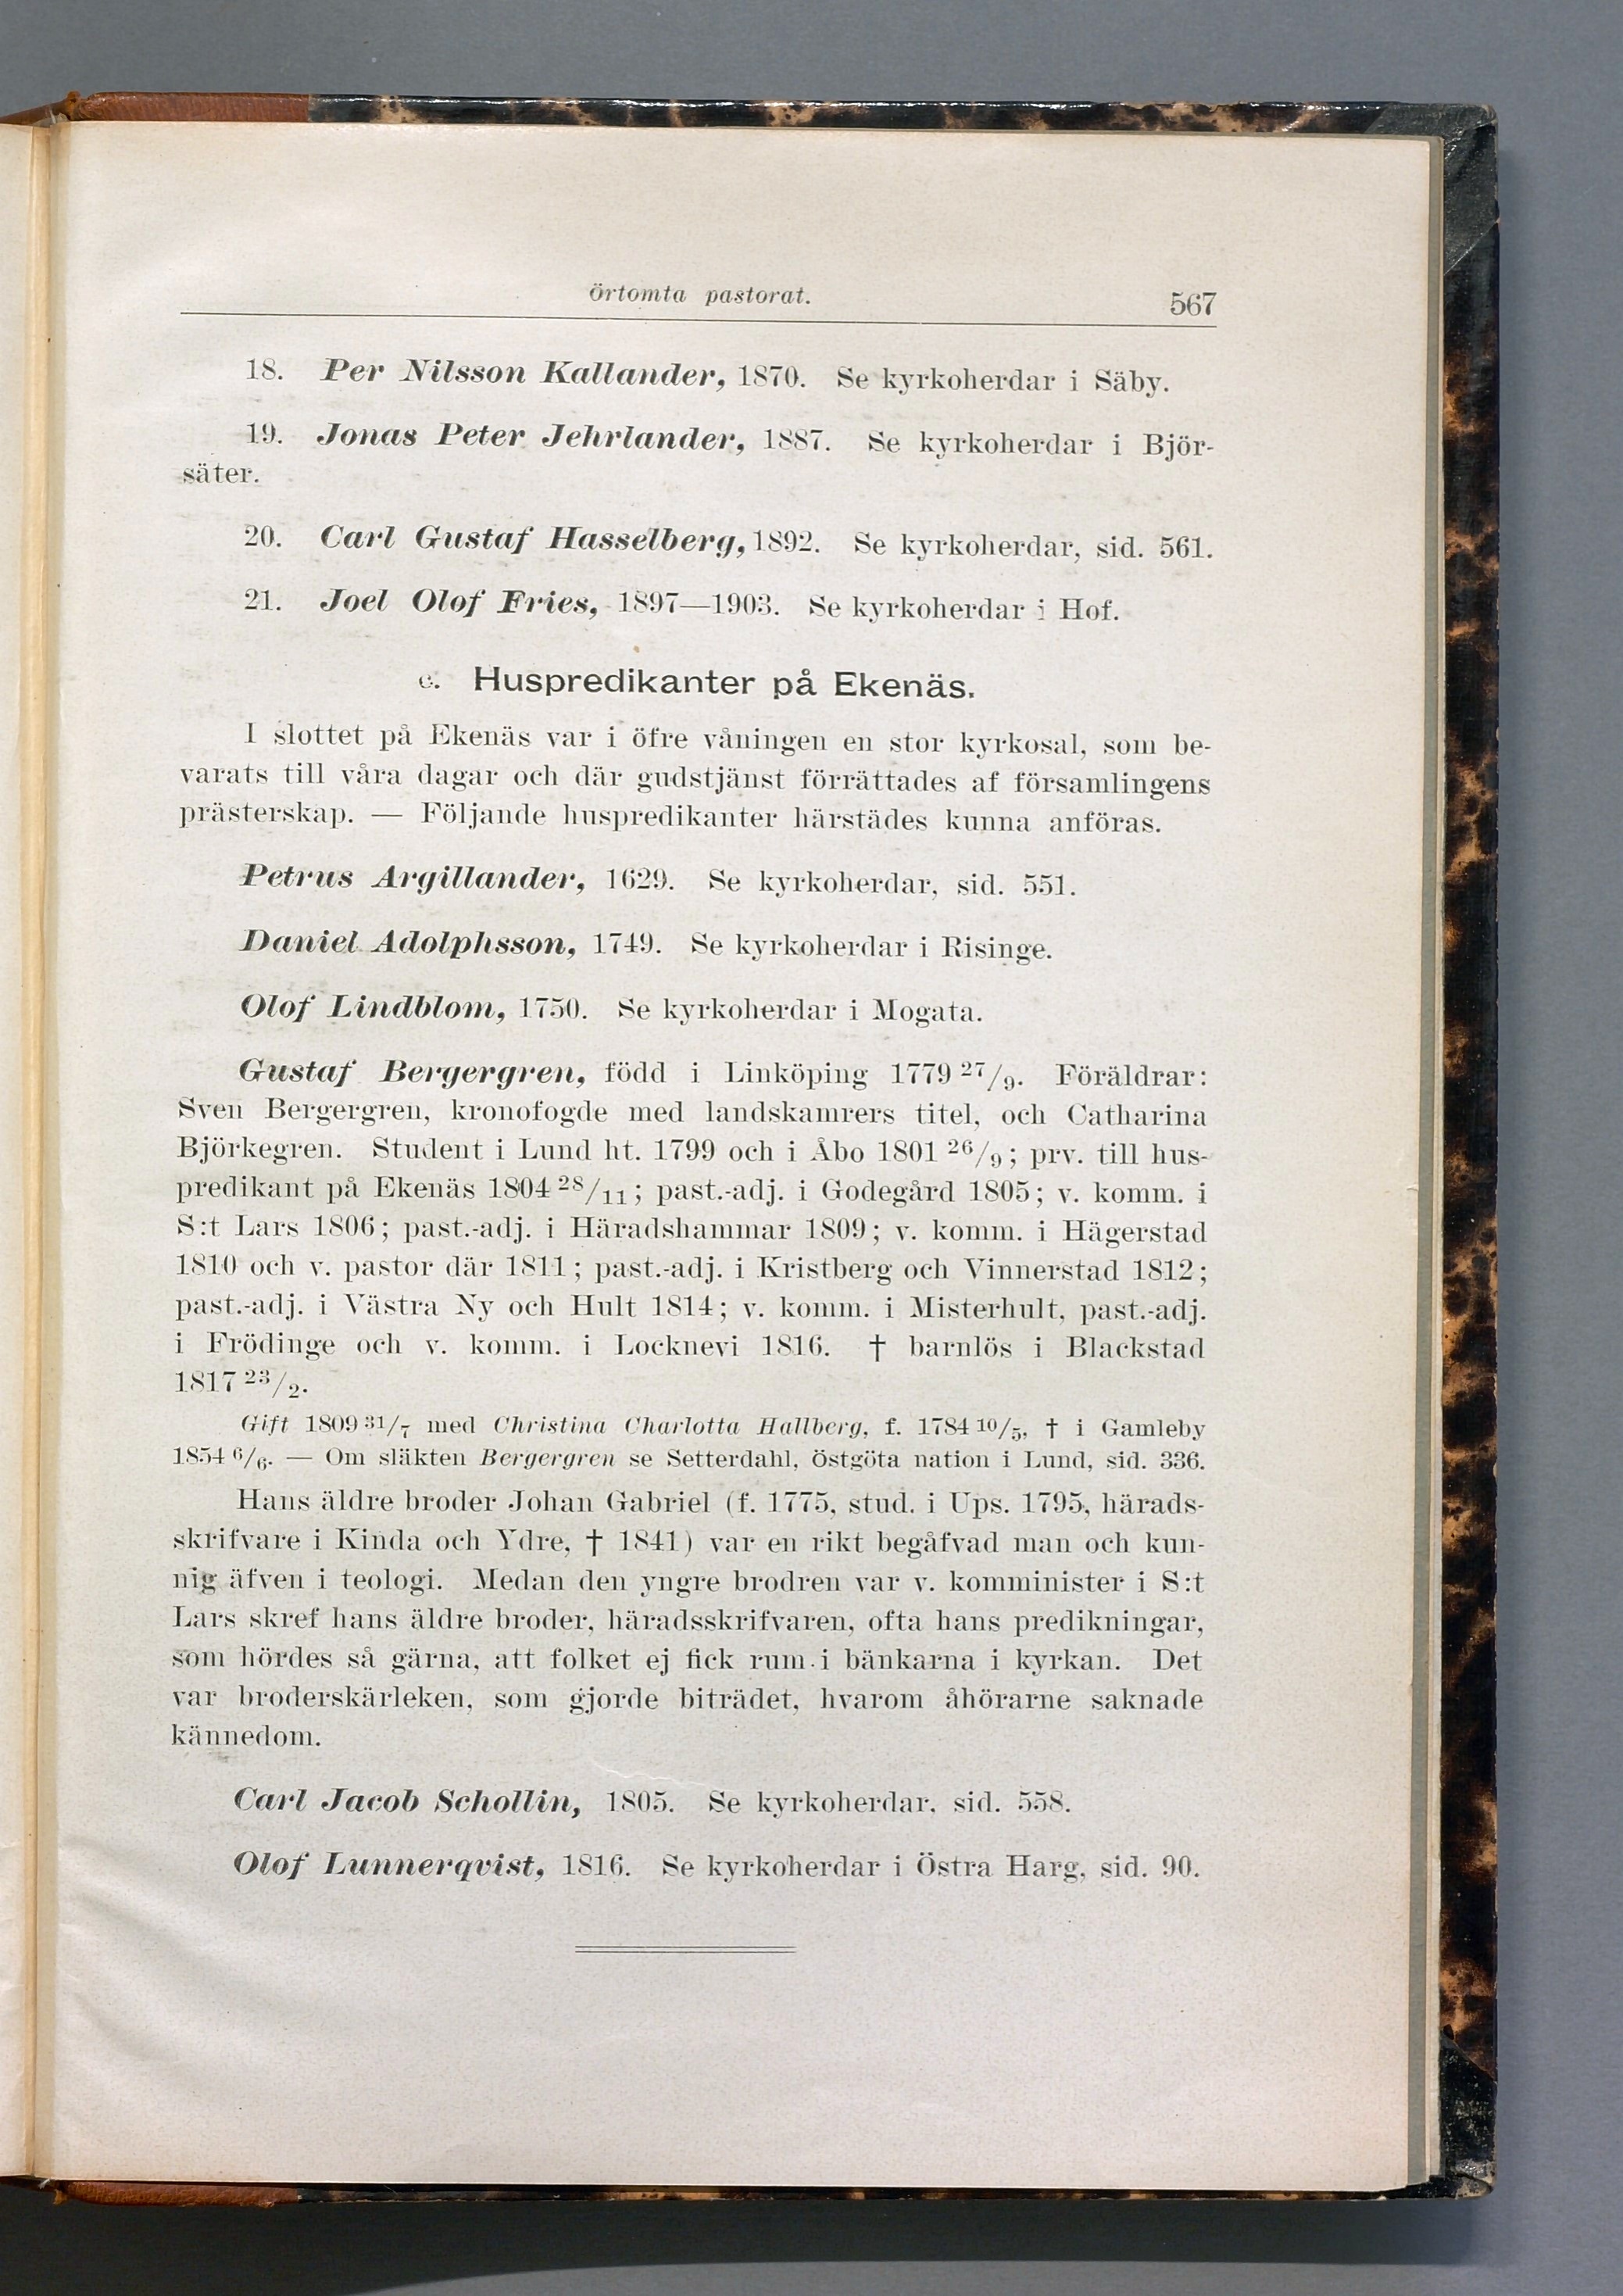 Örtomta pastorat. 567
18. Per Nilsson Kallander, 1870. Se kyrkoherdar i Säby.
19. Jonas Peter Jehrlander, 1887. Se kyrkoherdar i Björ-
säter.
20. Carl Gustaf Hasselberg, 1892. Se kyrkoherdar, sid. 561.
21. Joel Olof Fries, 1897—1903. Se kyrkoherdar i Hof.
e. Huspredikanter på Ekenäs.
I slottet på Ekenäs var i öfre våningen en stor kyrkosal, som be-
varats till våra dagar och där gudstjänst förrättades af församlingens
prästerskap. — Följande huspredikanter härstädes kunna anföras.
Petrus Argillander, 1629. Se kyrkoherdar, sid. 551.
Daniel Adolphsson, 1749. Se kyrkoherdar i Risinge.
Olof Lindblom, 1750. Se kyrkoherdar i Mogata.
Gustaf Bergergren, född i Linköping 1779 27/9. Föräldrar:
Sven Bergergren, kronofogde med landskamrers titel, och Catharina
Björkegren. Student i Lund ht. 1799 och i Åbo 1801 26/9; prv. till hus-
predikant på Ekenäs 1804 28/11; past.-adj. i Godegård 1805; v. komm. i
S:t Lars 1806; past.-adj. i Häradshammar 1809; v. komm. i Hägerstad
1810 och v. pastor där 1811; past.-adj. i Kristberg och Vinnerstad 1812;
past.-adj. i Västra Ny och Hult 1814; v. komm. i Misterhult, past.-adj.
i Frödinge och v. komm. i Locknevi 1816. † barnlös i Blackstad
1817 23/2.
Gift 1809 31/7 med Christina Charlotta Hallberg, f. 1784 10/5, † i Gamleby
1854 6/6. — Om släkten Bergergren se Setterdahl, Östgöta nation i Lund, sid. 336.
Hans äldre broder Johan Gabriel (f. 1775, stud. i Ups. 1795, härads-
skrifvare i Kinda och Ydre, † 1841) var en rikt begåfvad man och kun-
nig äfven i teologi. Medan den yngre brodren var v. komminister i S:t
Lars skref hans äldre broder, häradsskrifvaren, ofta hans predikningar,
som hördes så gärna, att folket ej fick rum i bänkarna i kyrkan. Det
var broderskärleken, som gjorde biträdet, hvarom åhörarne saknade
kännedom.
Carl Jacob Schollin, 1805. Se kyrkoherdar, sid. 558.
Olof Lunnerqvist, 1816. Se kyrkoherdar i Östra Harg, sid. 90.